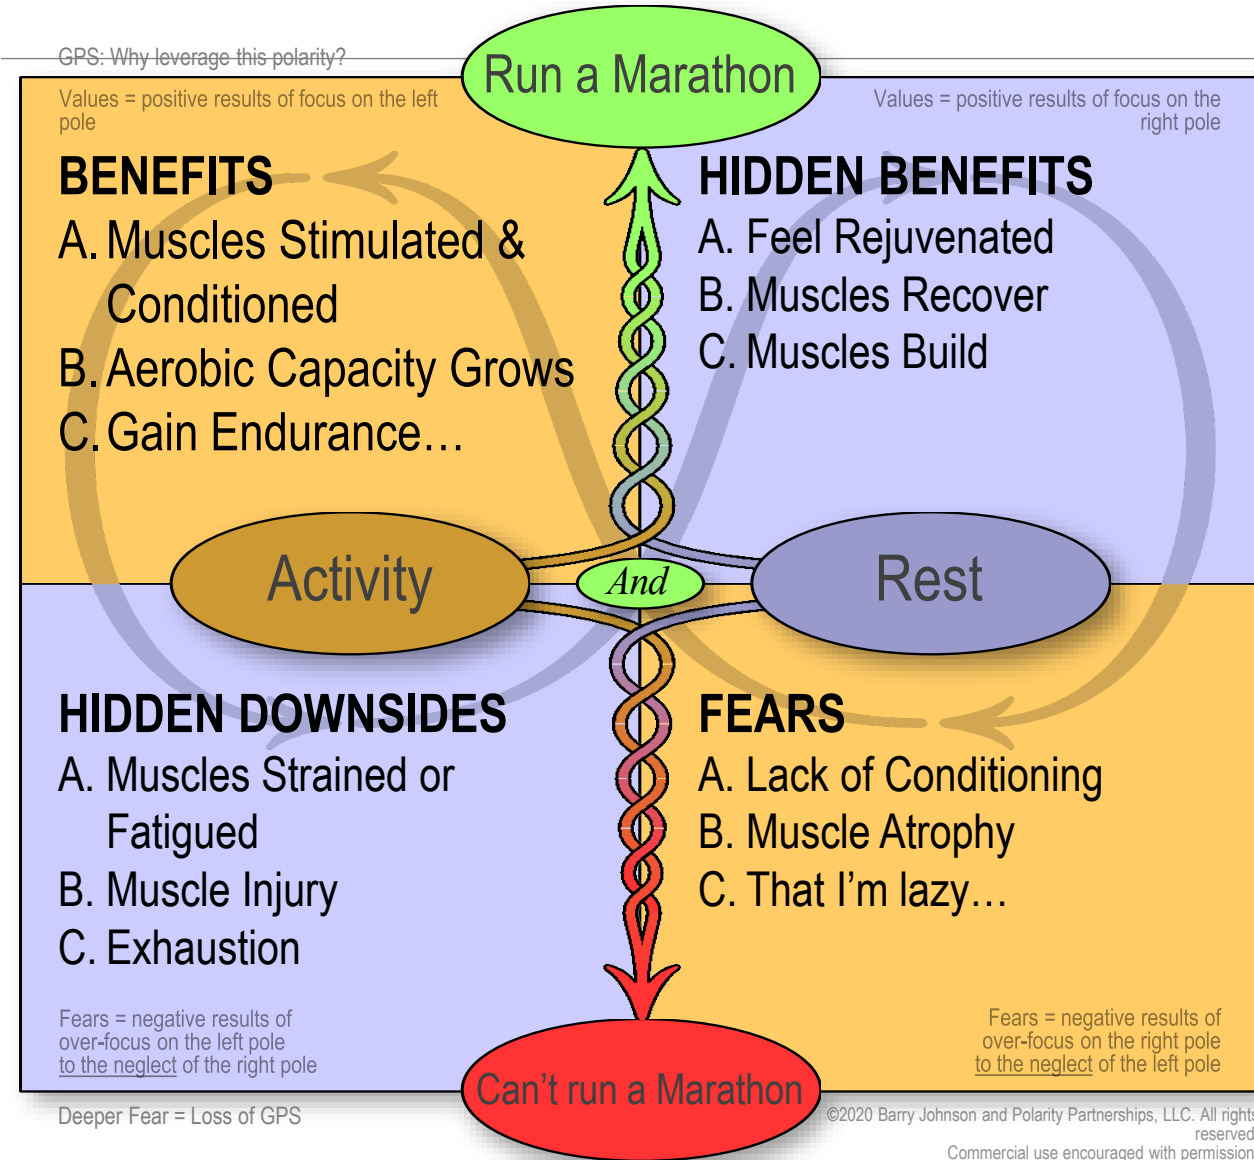 GPS: Why leverage this polarity?
Run a Marathon
Values = positive results of focus on the left
pole
Values = positive results of focus on the
right pole
BENEFITS
A. Muscles Stimulated &
Conditioned
B. Aerobic Capacity Grows
C. Gain Endurance…
HIDDEN BENEFITS
A. Feel Rejuvenated
B. Muscles Recover
C. Muscles Build
Activity
And
Rest
HIDDEN DOWNSIDES
A. Muscles Strained or
Fatigued
B. Muscle Injury
C. Exhaustion
FEARS
A. Lack of Conditioning
B. Muscle Atrophy
C. That I’m lazy…
Fears = negative results of
over-focus on the left pole
to the neglect of the right pole
Fears = negative results of
over-focus on the right pole
to the neglect of the left pole
Can’t run a Marathon
Deeper Fear = Loss of GPS
©2020 Barry Johnson and Polarity Partnerships, LLC. All rights
reserved
Commercial use encouraged with permission